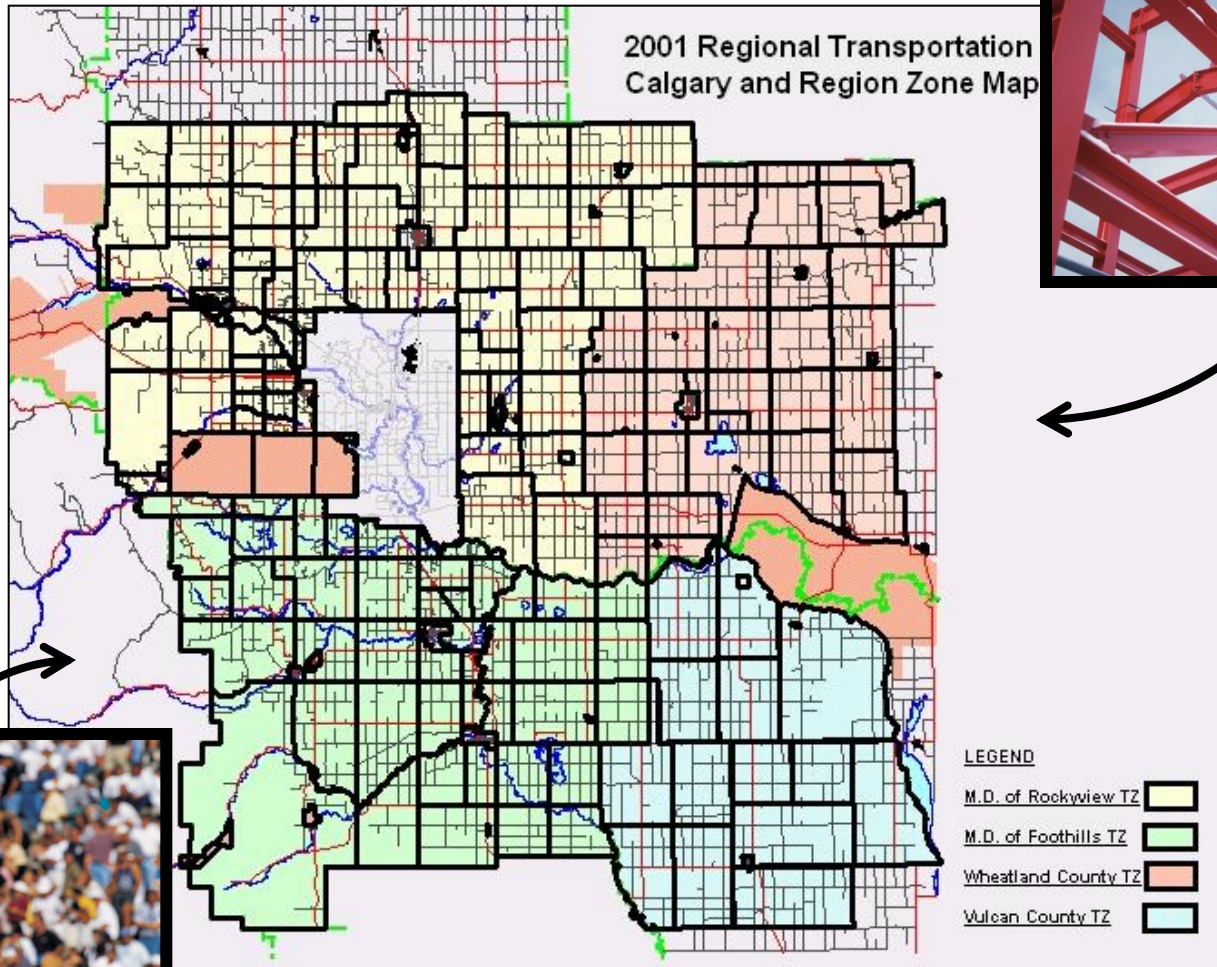 2001 Regional Transportation
Calgary and Region Zone Map
LEGEND
M.D. of Rockyview TZ
M.D. of Foothills TZ
Wheatland County TZ
Vulcan County TZ